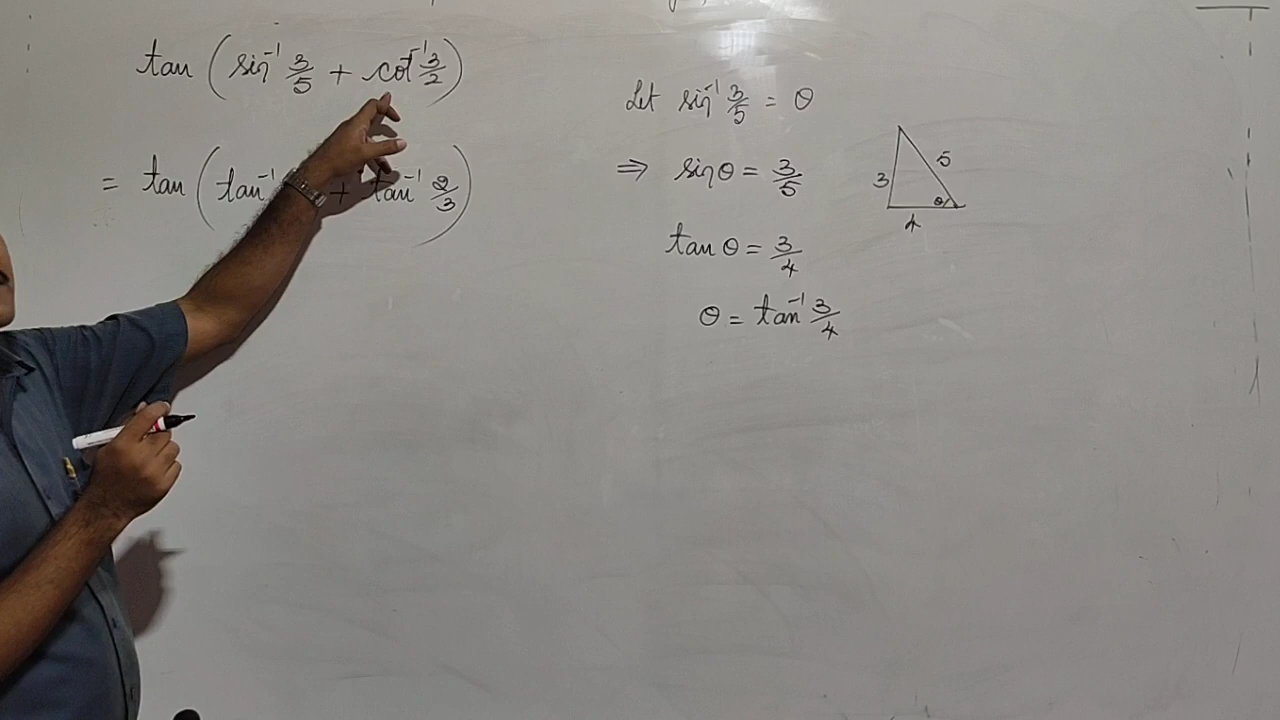 tan (sin⁻¹ 3/5 + cot⁻¹ 3/2)
= tan (tan⁻¹ + tan⁻¹ 2/3)
Let sin⁻¹ 3/5 = θ
⇒ sinθ = 3/5
tan θ = 3/4
θ = tan⁻¹ 3/4
3
5
θ
4